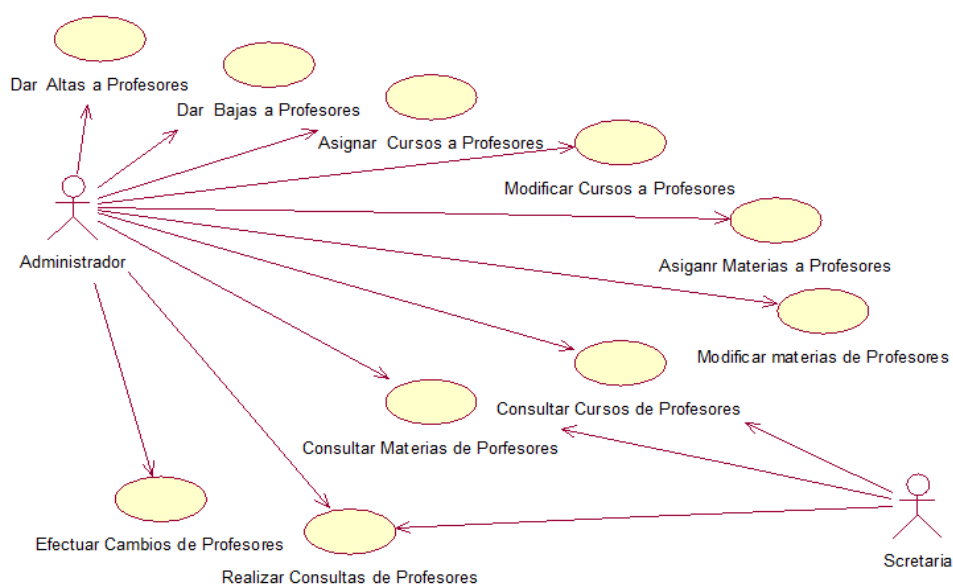 Dar Altas a Profesores
Dar Bajas a Profesores
Asignar Cursos a Profesores
Modificar Cursos a Profesores
Administrador
Asiganr Materias a Profesores
Modificar materias de Profesores
Consultar Cursos de Profesores
Consultar Materias de Porfesores
Efectuar Cambios de Profesores
Scretaria
Realizar Consultas de Profesores